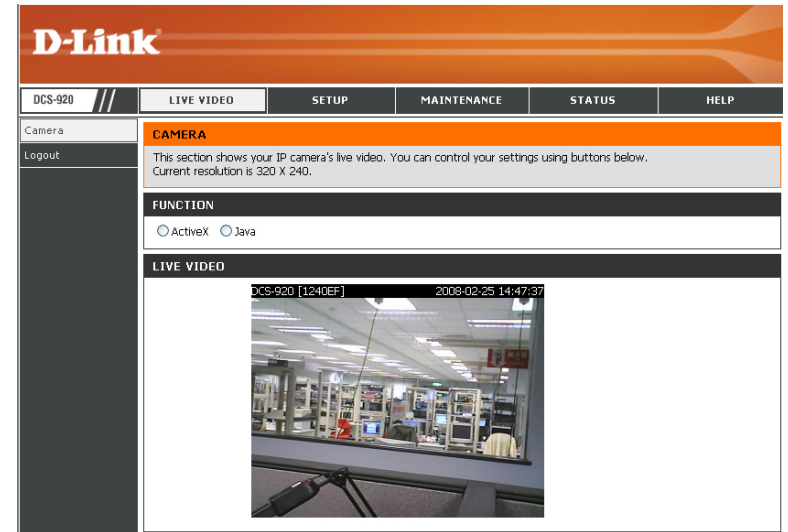 D-Link
DCS-920 LIVE VIDEO SETUP MAINTENANCE STATUS HELP
Camera
Logout
CAMERA
This section shows your IP camera's live video. You can control your settings using buttons below.
Current resolution is 320 X 240.
FUNCTION
ActiveX Java
LIVE VIDEO
DCS-920 [1240EF] 2008-02-25 14:47:37